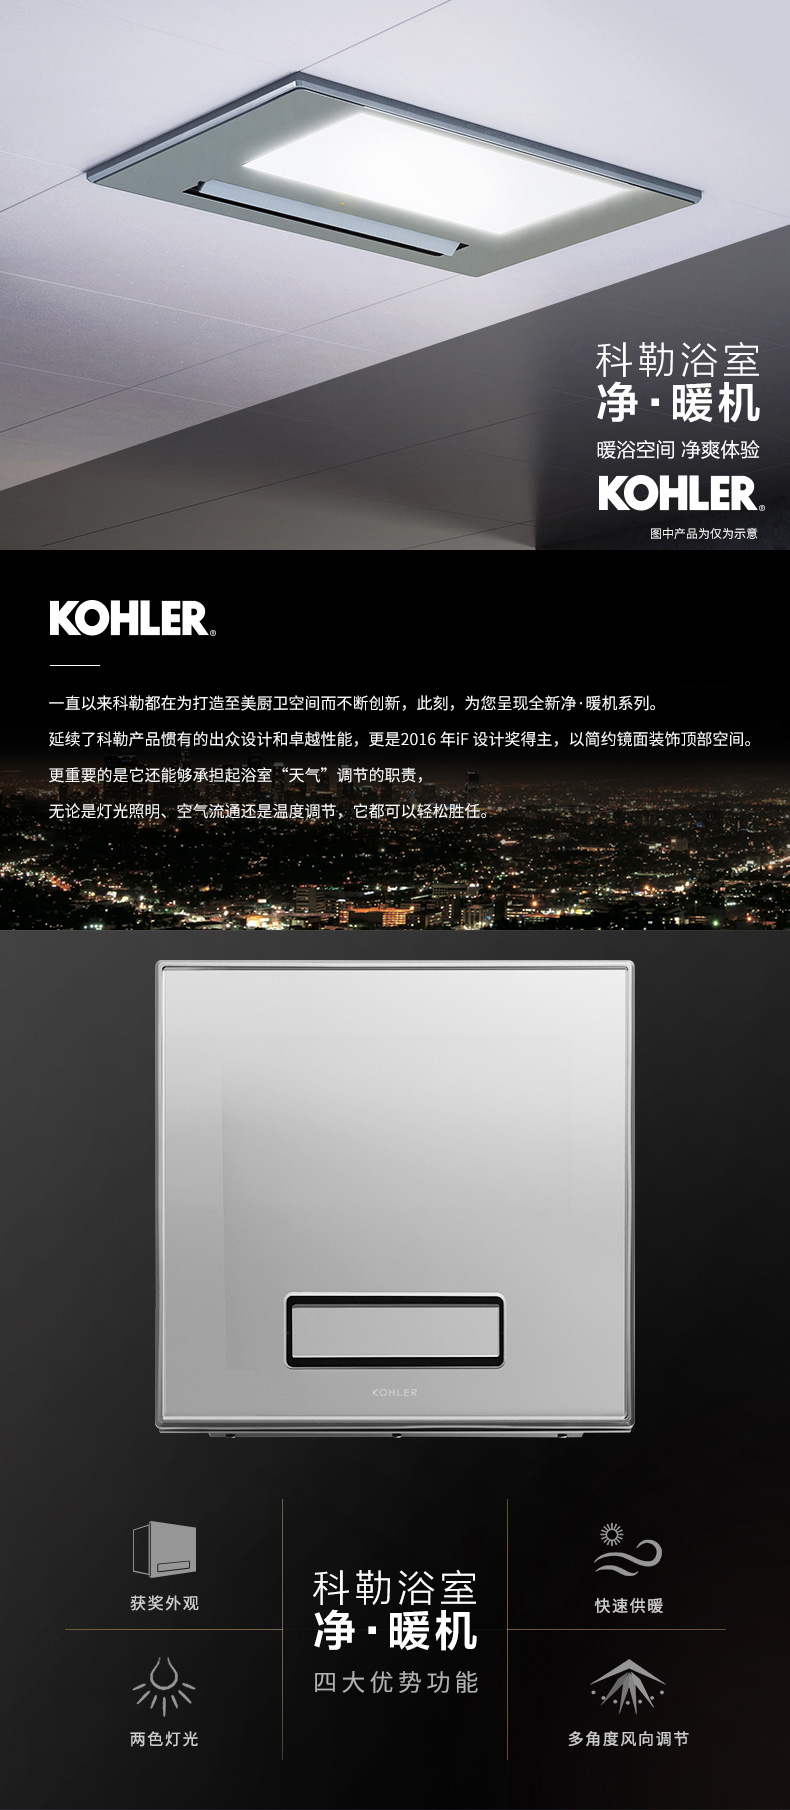 科勒浴室
净·暖机
暖浴空间 净爽体验
KOHLER®
图中产品为仅为示意
KOHLER®
一直以来科勒都在为打造至美厨卫空间而不断创新，此刻，为您呈现全新净·暖机系列。
延续了科勒产品惯有的出众设计和卓越性能，更是2016 年iF 设计奖得主，以简约镜面装饰顶部空间。
更重要的是它还能够承担起浴室“天气”调节的职责，
无论是灯光照明、空气流通还是温度调节，它都可以轻松胜任。
KOHLER
获奖外观
科勒浴室
净·暖机
四大优势功能
快速供暖
两色灯光
多角度风向调节